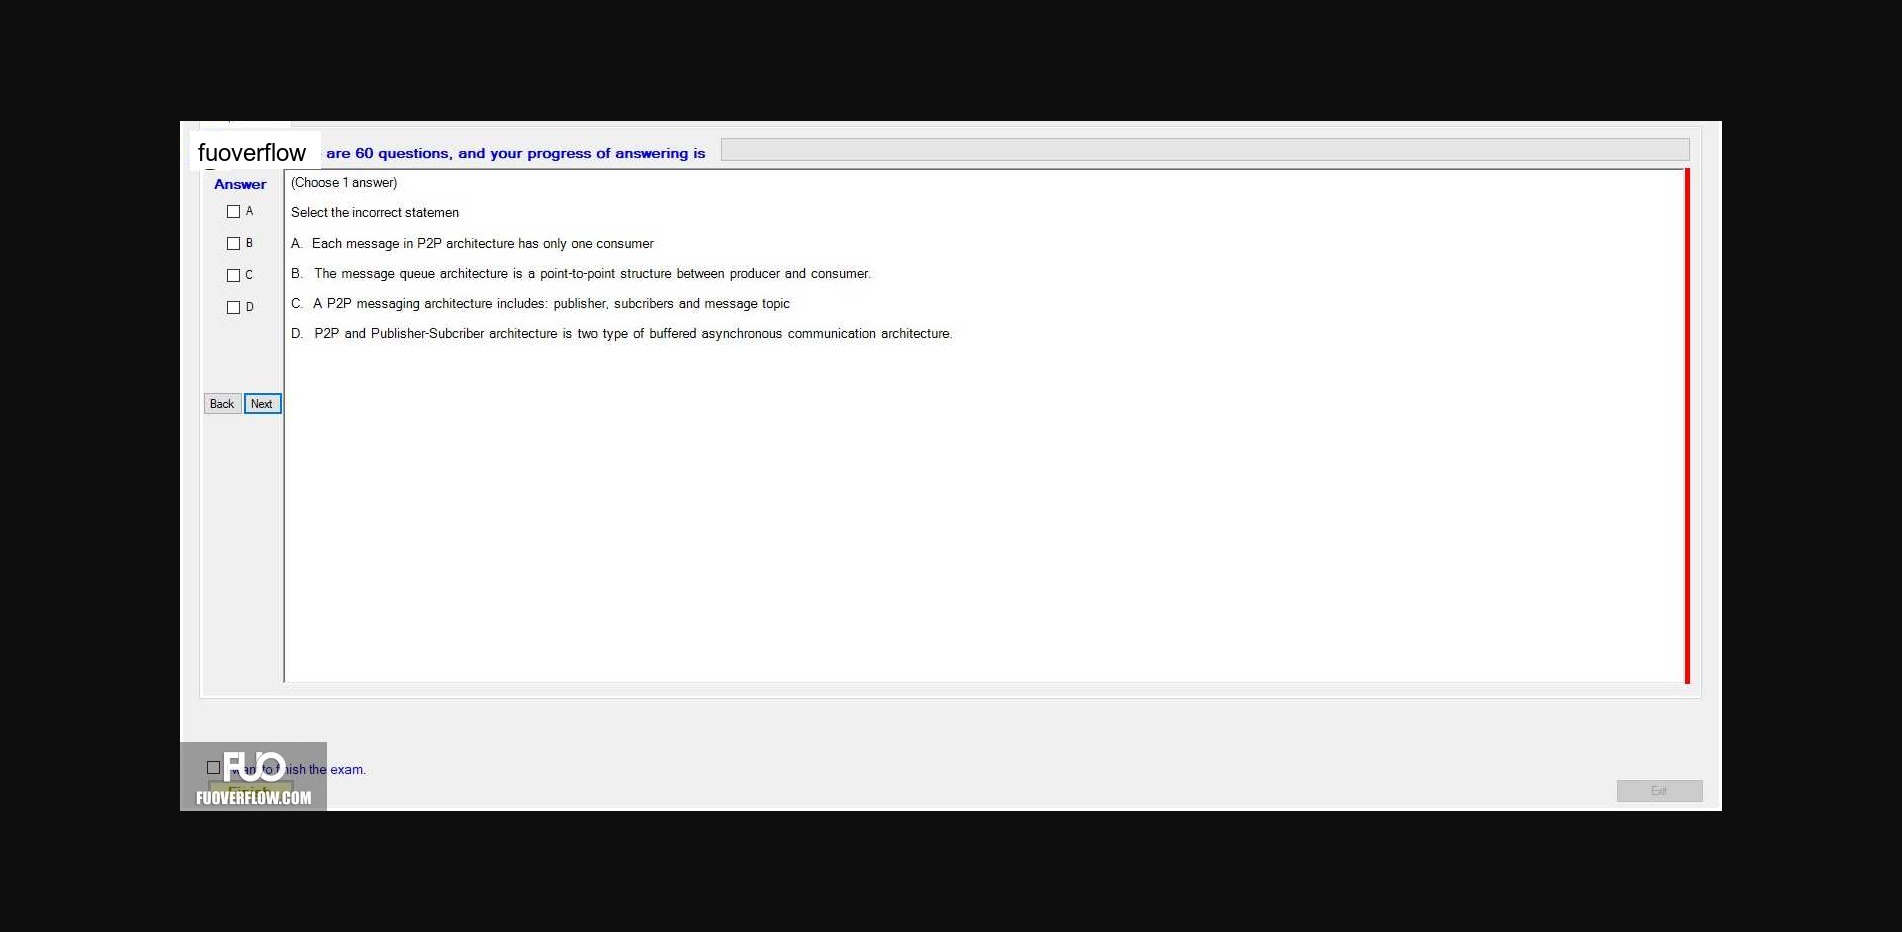 fuoverflow are 60 questions, and your progress of answering is
Answer
(Choose 1 answer)
A
Select the incorrect statemen
B
A. Each message in P2P architecture has only one consumer
C
B. The message queue architecture is a point-to-point structure between producer and consumer.
D
C. A P2P messaging architecture includes: publisher, subcribers and message topic
D. P2P and Publisher-Subcriber architecture is two type of buffered asynchronous communication architecture.
Back Next
FUO
want to finish the exam.
Finish
FUOVERFLOW.COM
Exit